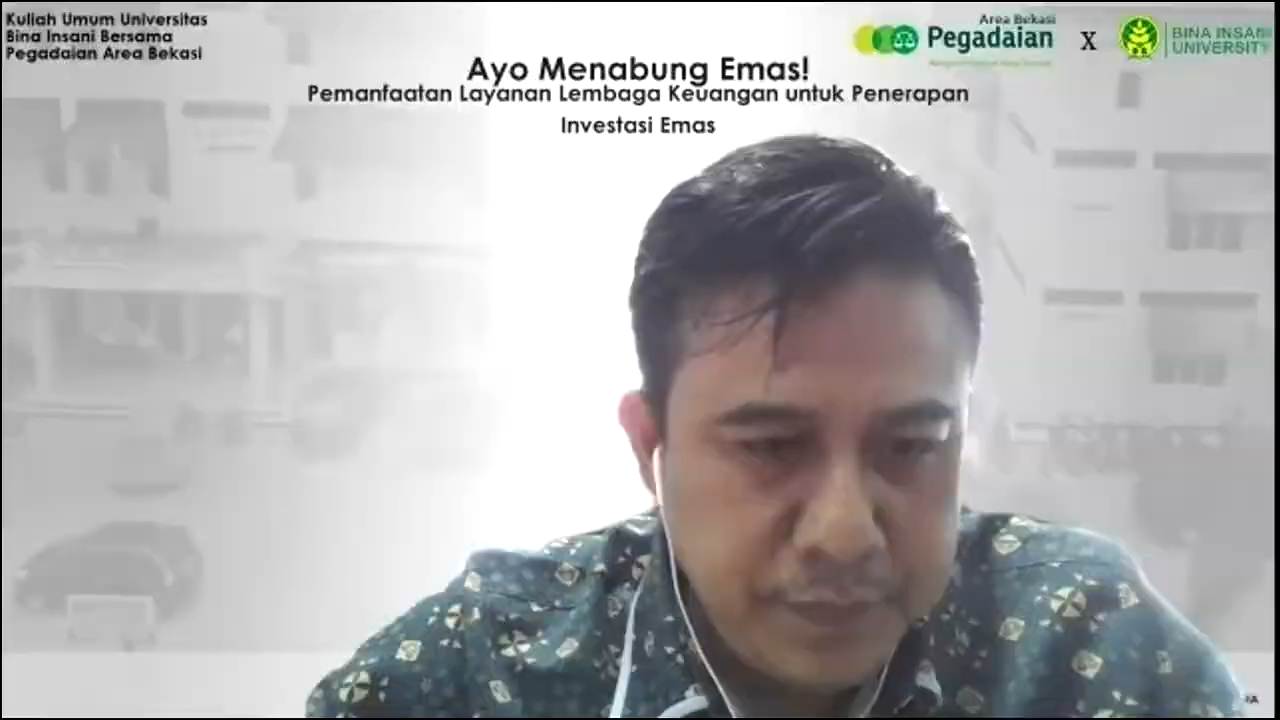 Kuliah Umum Universitas
Bina Insani Bersama
Pegadaian Area Bekasi
Area Bekasi
Pegadaian
X
BINA INSANI
UNIVERSITY
Ayo Menabung Emas!
Pemanfaatan Layanan Lembaga Keuangan untuk Penerapan
Investasi Emas